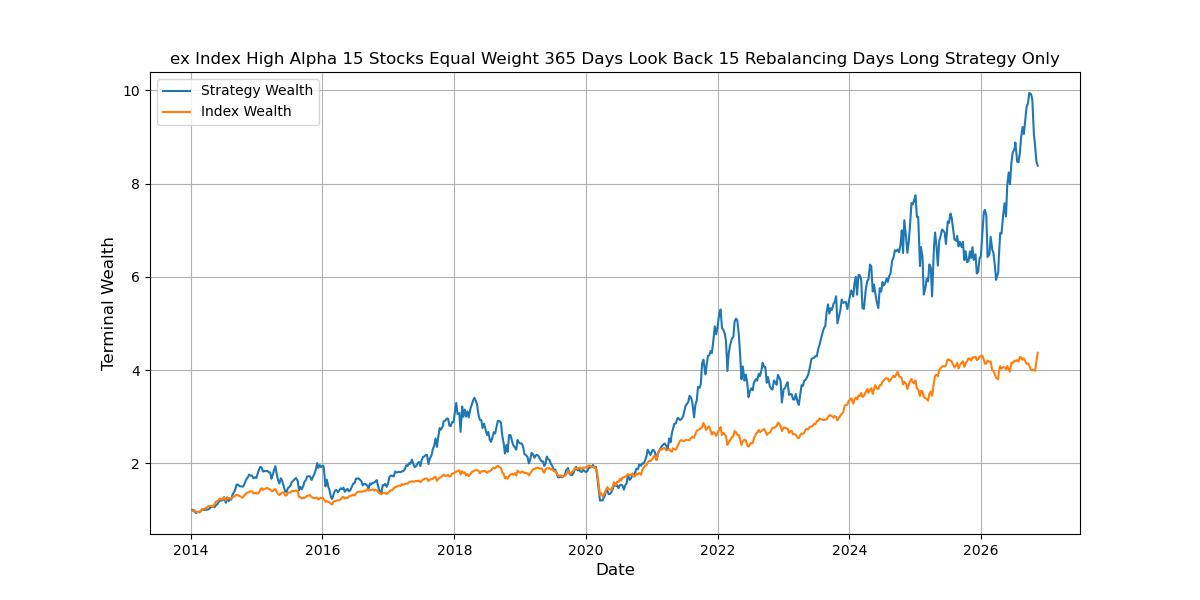 ex Index High Alpha 15 Stocks Equal Weight 365 Days Look Back 15 Rebalancing Days Long Strategy Only
Strategy Wealth
Index Wealth
Terminal Wealth
10
8
6
4
2
2014 2016 2018 2020 2022 2024 2026
Date